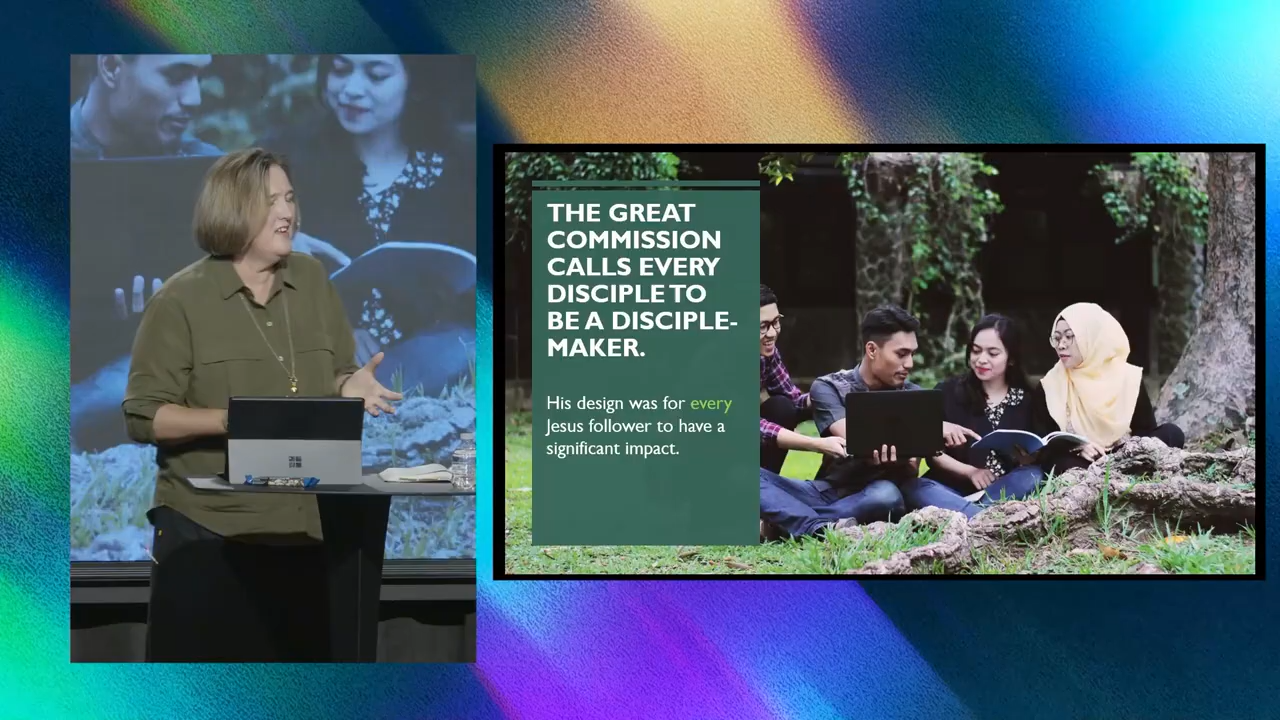 THE GREAT
COMMISSION
CALLS EVERY
DISCIPLE TO
BE A DISCIPLE-
MAKER.
His design was for every
Jesus follower to have a
significant impact.